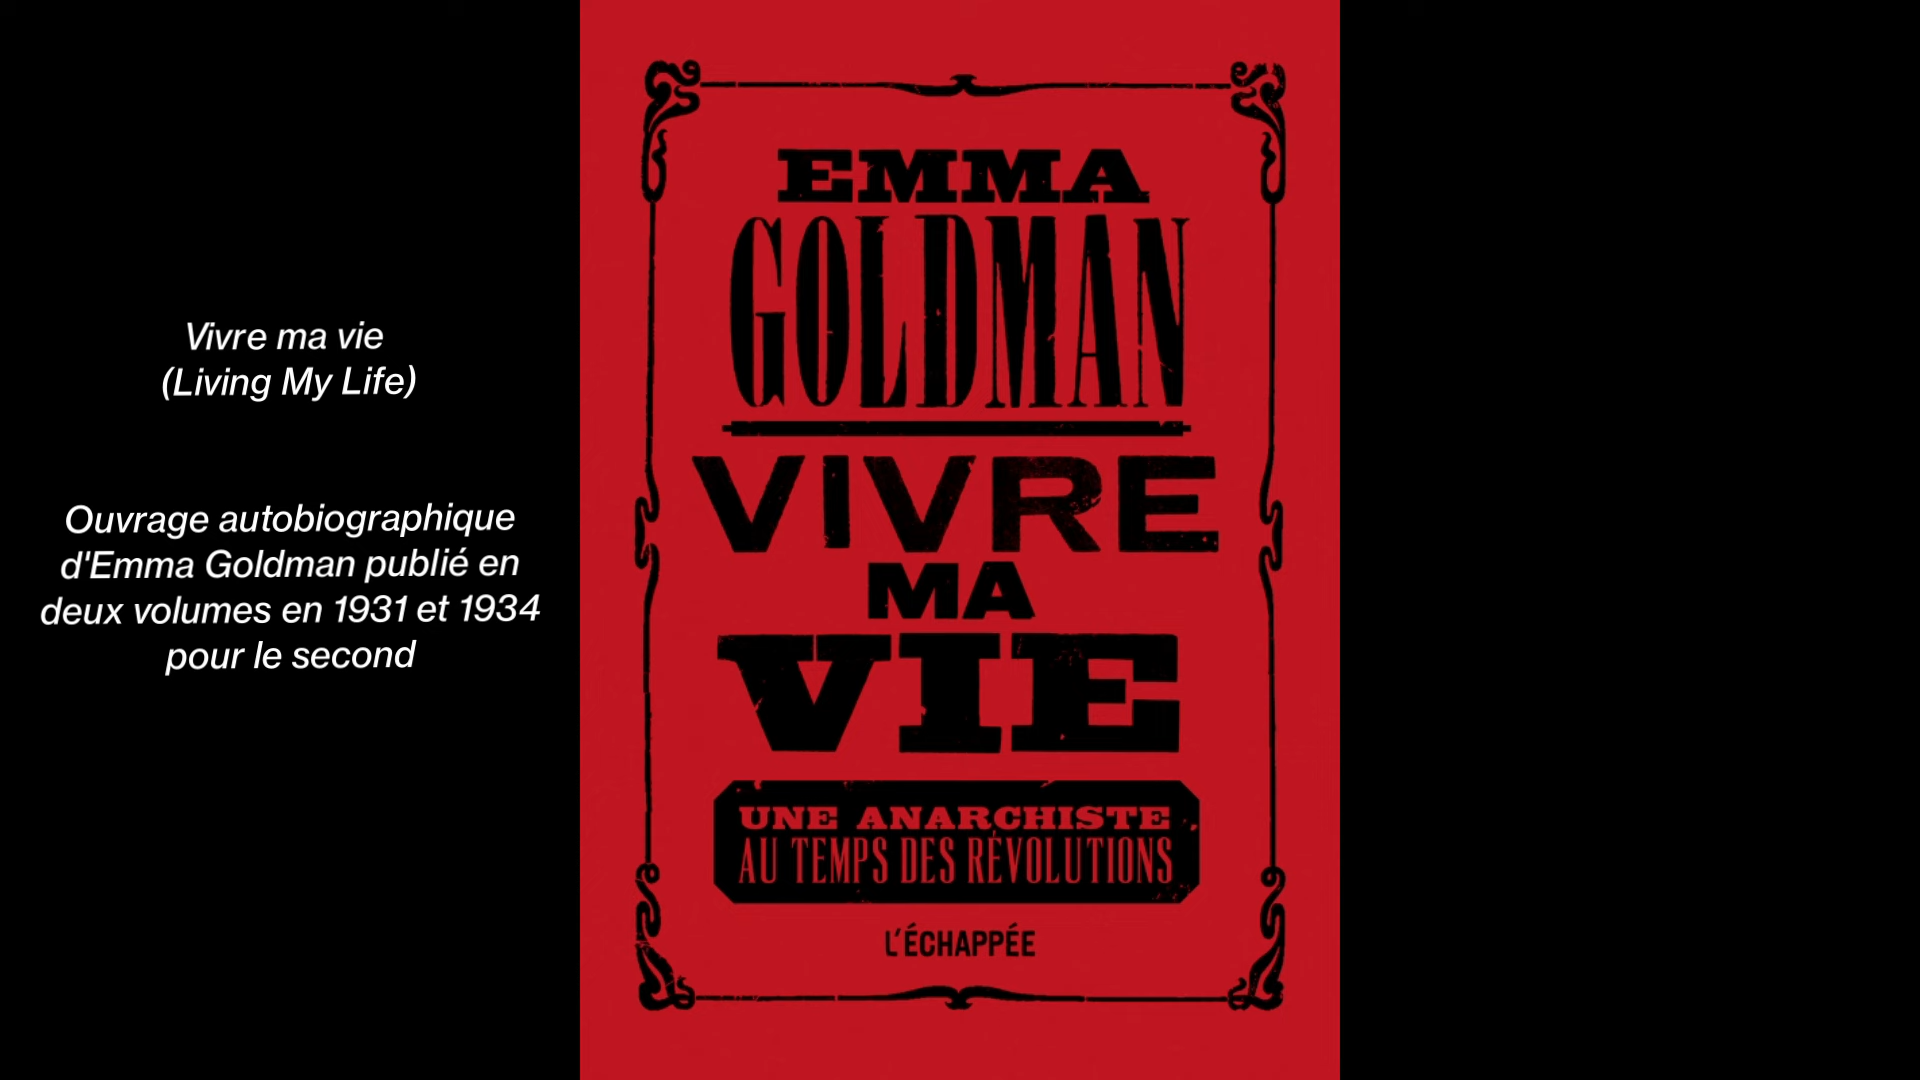 Vivre ma vie
(Living My Life)
Ouvrage autobiographique
d'Emma Goldman publié en
deux volumes en 1931 et 1934
pour le second
EMMA
GOLDMAN
VIVRE
MA
VIE
UNE ANARCHISTE
AU TEMPS DES RÉVOLUTIONS
L'ÉCHAPPÉE